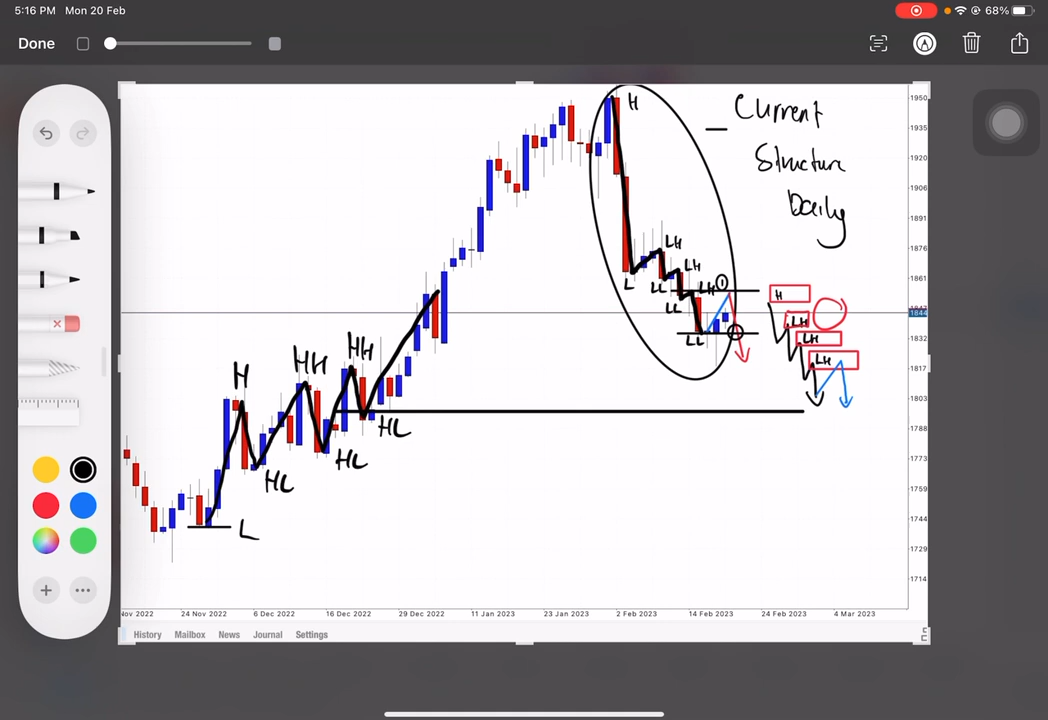 5:16 PM Mon 20 Feb
68%
Done
H
Current
Structure
Daily
LH
LH
L
LL
LH
1
LL
LL
H
LH
LH
LH
H
HH
HH
HL
HL
HL
L
1950
1935
1920
1906
1891
1876
1861
1844
1832
1817
1803
1788
1773
1759
1744
1729
1714
Nov 2022
24 Nov 2022
6 Dec 2022
16 Dec 2022
29 Dec 2022
11 Jan 2023
23 Jan 2023
2 Feb 2023
14 Feb 2023
24 Feb 2023
4 Mar 2023
History Mailbox News Journal Settings